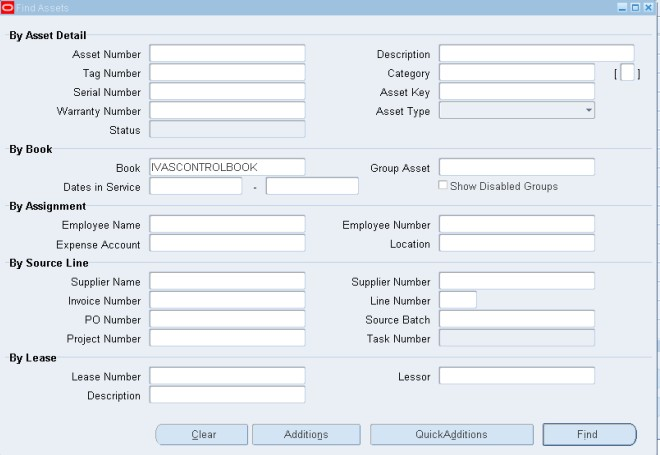 Find Assets
By Asset Detail
Asset Number Description
Tag Number Category [ ]
Serial Number Asset Key
Warranty Number Asset Type
Status
By Book
Book IVASCONTROLBOOK Group Asset
Dates in Service - Show Disabled Groups
By Assignment
Employee Name Employee Number
Expense Account Location
By Source Line
Supplier Name Supplier Number
Invoice Number Line Number
PO Number Source Batch
Project Number Task Number
By Lease
Lease Number Lessor
Description
Clear Additions QuickAdditions Find